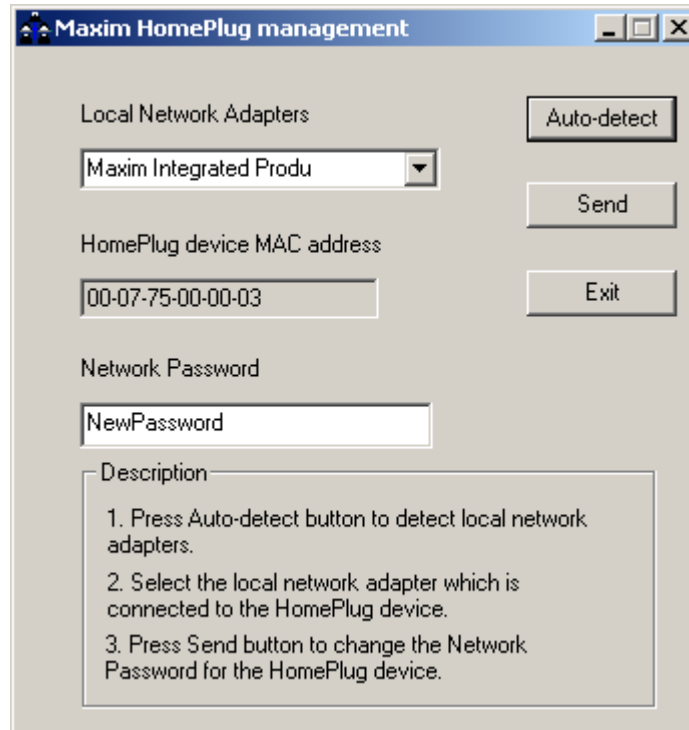 Maxim HomePlug management
Local Network Adapters
Auto-detect
Maxim Integrated Produ
Send
HomePlug device MAC address
00-07-75-00-00-03
Exit
Network Password
NewPassword
Description
1. Press Auto-detect button to detect local network
adapters.
2. Select the local network adapter which is
connected to the HomePlug device.
3. Press Send button to change the Network
Password for the HomePlug device.